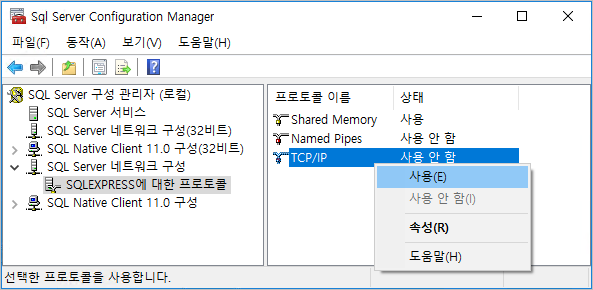 Sql Server Configuration Manager
파일(F) 동작(A) 보기(V) 도움말(H)
SQL Server 구성 관리자 (로컬)
SQL Server 서비스
SQL Server 네트워크 구성(32비트)
SQL Native Client 11.0 구성(32비트)
SQL Server 네트워크 구성
SQLEXPRESS에 대한 프로토콜
SQL Native Client 11.0 구성
프로토콜 이름 상태
Shared Memory 사용
Named Pipes 사용 안 함
TCP/IP 사용 안 함
사용(E)
사용 안 함(I)
속성(R)
도움말(H)
선택한 프로토콜을 사용합니다.